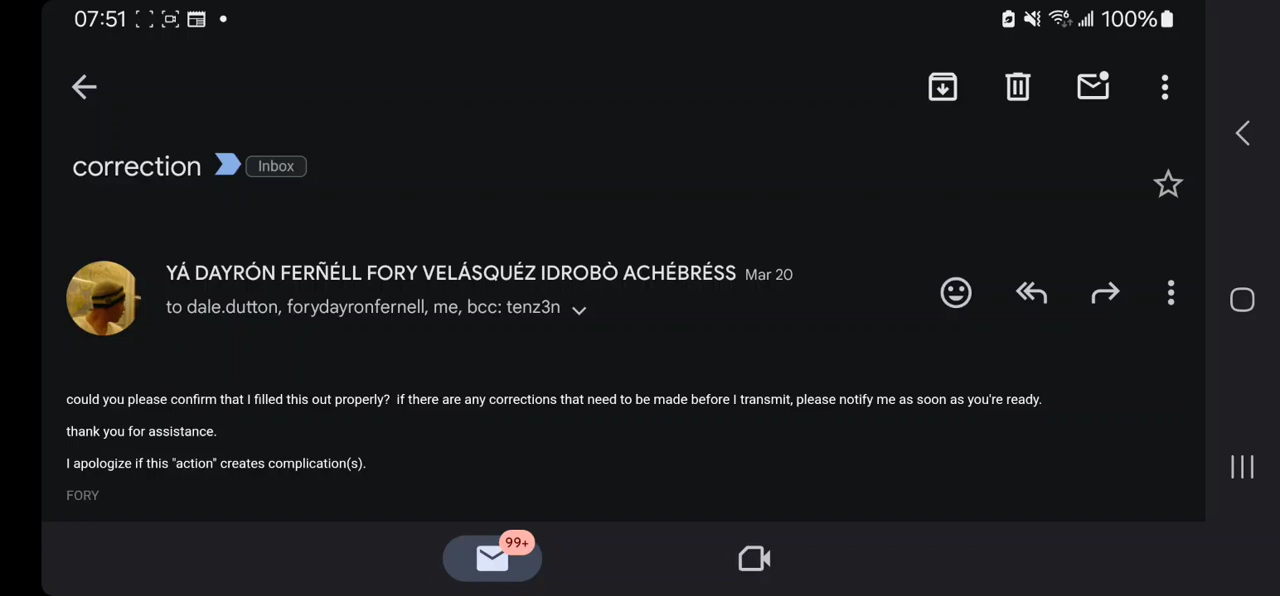 07:51 100%
correction Inbox
YÁ DAYRÓN FERÑÉLL FORY VELÁSQUÉZ IDROBÒ ACHÉBRÉSS Mar 20
to dale.dutton, forydayronfernell, me, bcc: tenz3n
could you please confirm that I filled this out properly?  if there are any corrections that need to be made before I transmit, please notify me as soon as you're ready.
thank you for assistance.
I apologize if this "action" creates complication(s).
FORY
99+